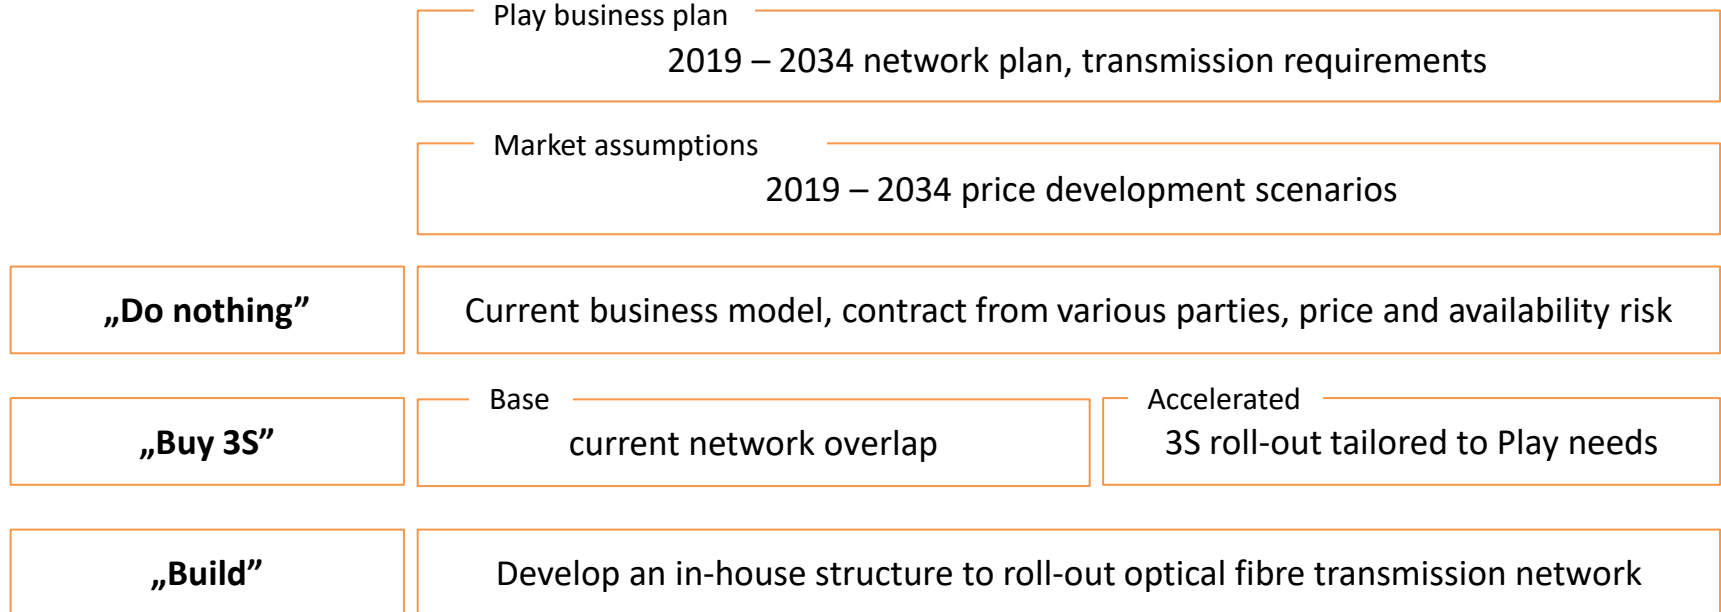 Play business plan
2019 – 2034 network plan, transmission requirements
Market assumptions
2019 – 2034 price development scenarios
„Do nothing”
Current business model, contract from various parties, price and availability risk
„Buy 3S”
Base
current network overlap
Accelerated
3S roll-out tailored to Play needs
„Build”
Develop an in-house structure to roll-out optical fibre transmission network